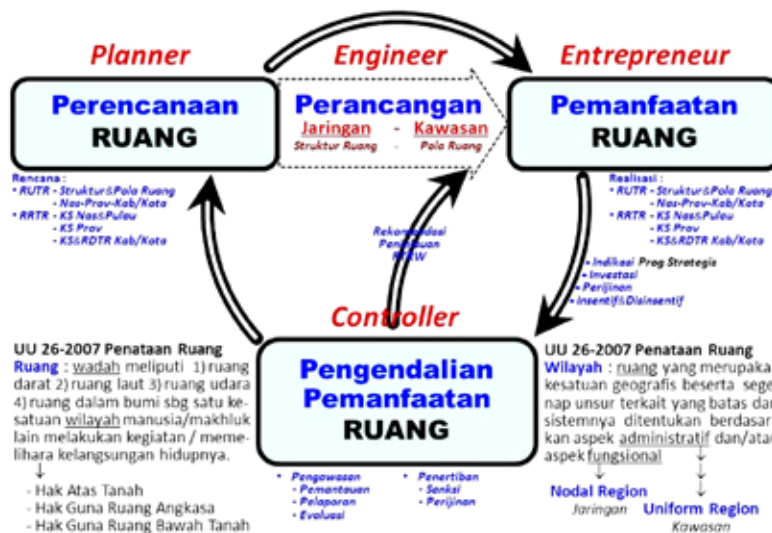 Planner
Engineer
Entrepreneur
Perencanaan
RUANG
Perancangan
Jaringan - Kawasan
Struktur Ruang - Pola Ruang
Pemanfaatan
RUANG
Rencana :
* RUTR - Struktur&Pola Ruang
- Nas-Prov-Kab/Kota
* RRTR - KS Nas&Pulau
- KS Prov
- KS&RDTR Kab/Kota
Realisasi :
* RUTR - Struktur&Pola Ruang
- Nas-Prov-Kab/Kota
* RRTR - KS Nas&Pulau
- KS Prov
- KS&RDTR Kab/Kota
Rekomendasi
Peninjauan
RTRW
- Indikasi Prog Strategis
- Investasi
- Perijinan
- Insentif&Disinsentif
Controller
Pengendalian
Pemanfaatan
RUANG
UU 26-2007 Penataan Ruang
Ruang : wadah meliputi 1)ruang
darat 2)ruang laut 3)ruang udara
4)ruang dalam bumi sbg satu ke-
satuan wilayah manusia/makhluk
lain melakukan kegiatan / meme-
lihara kelangsungan hidupnya.
- Hak Atas Tanah
- Hak Guna Ruang Angkasa
- Hak Guna Ruang Bawah Tanah
* Pengawasan
- Pemantauan
- Pelaporan
- Evaluasi
* Penertiban
- Sanksi
- Perijinan
UU 26-2007 Penataan Ruang
Wilayah : ruang yang merupaka
kesatuan geografis beserta sege
nap unsur terkait yang batas da
sistemnya ditentukan berdasar
kan aspek administratif dan/ata
aspek fungsional
Nodal Region
Jaringan
Uniform Region
Kawasan